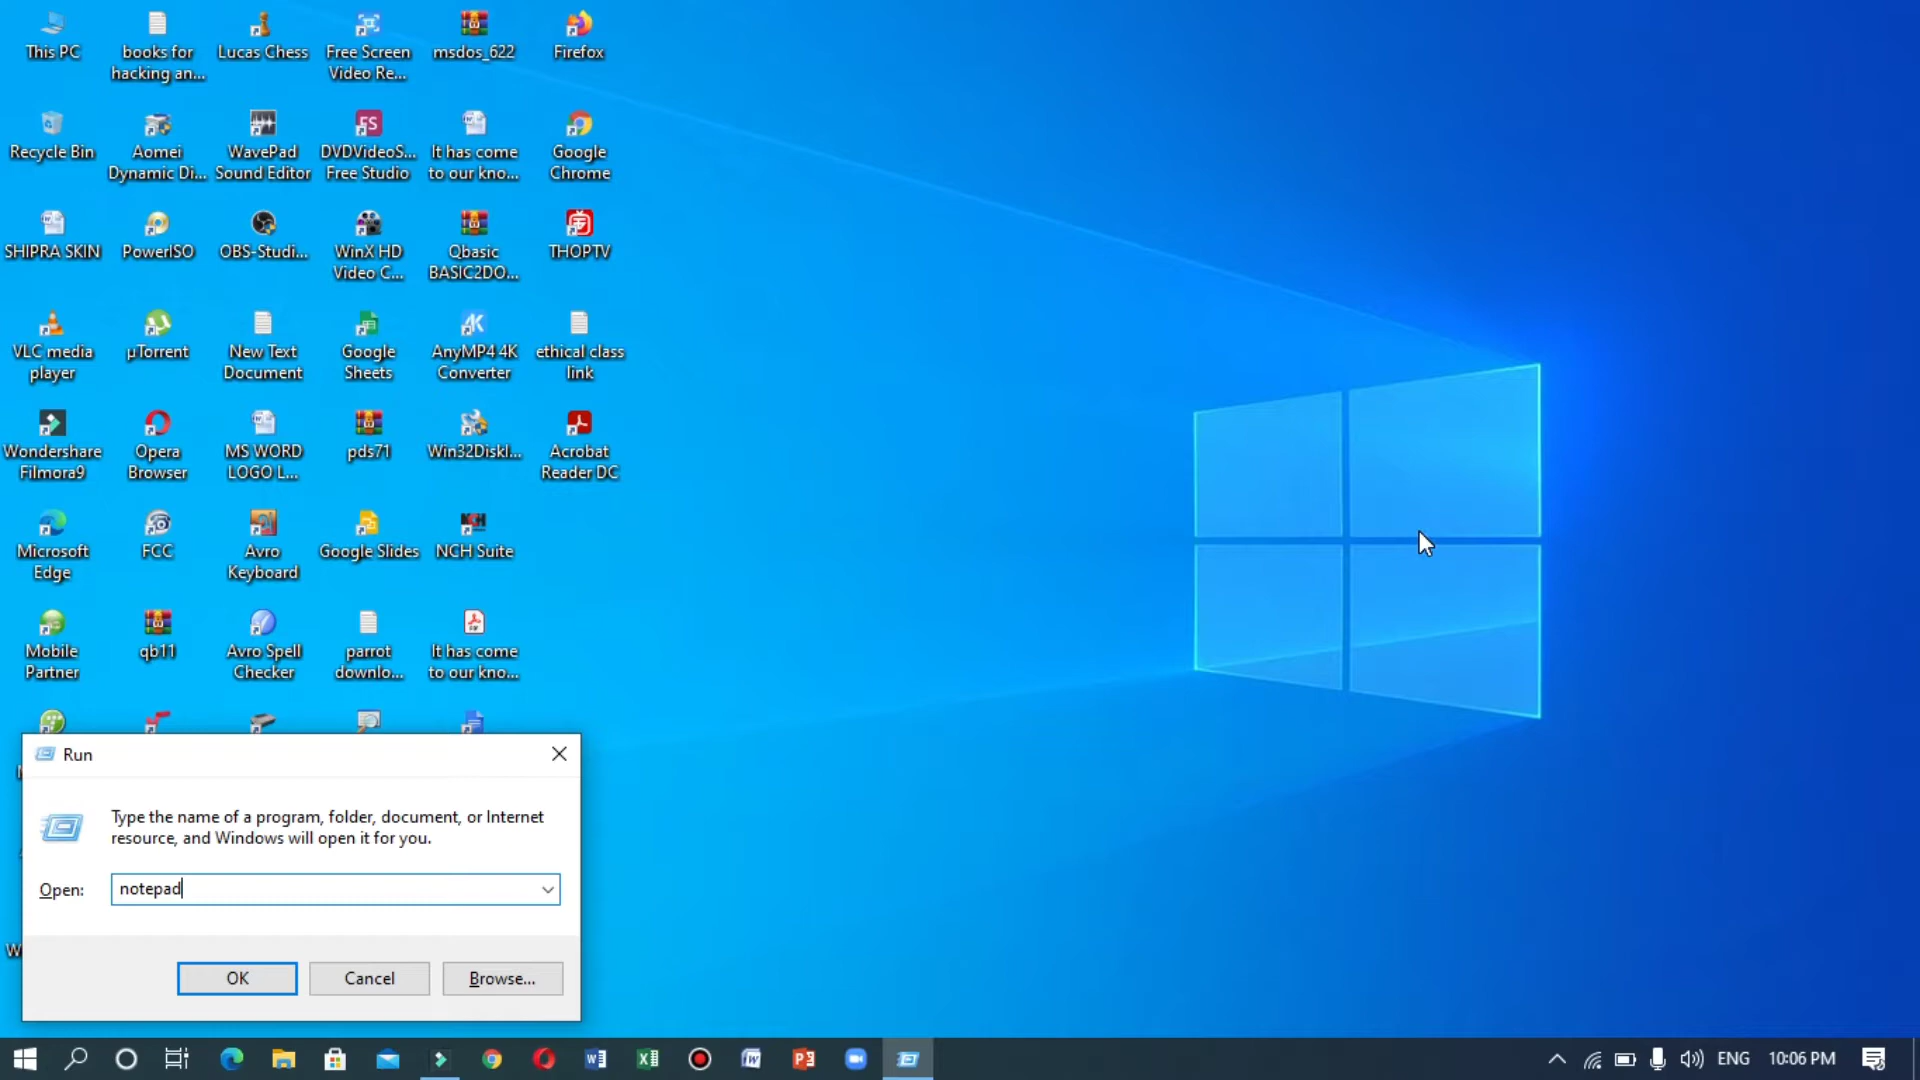 This PC
books for
hacking an...
Lucas Chess
Free Screen
Video Re...
msdos_622
Firefox
Recycle Bin
Aomei
Dynamic Di...
WavePad
Sound Editor
DVDVideoS...
Free Studio
It has come
to our kno...
Google
Chrome
SHIPRA SKIN
PowerISO
OBS-Studi...
WinX HD
Video C...
Qbasic
BASIC2DO...
THOPTV
VLC media
player
µTorrent
New Text
Document
Google
Sheets
AnyMP4 4K
Converter
ethical class
link
Wondershare
Filmora9
Opera
Browser
MS WORD
LOGO L...
pds71
Win32DiskI...
Acrobat
Reader DC
Microsoft
Edge
FCC
Avro
Keyboard
Google Slides
NCH Suite
Mobile
Partner
qb11
Avro Spell
Checker
parrot
downlo...
It has come
to our kno...
Run
Type the name of a program, folder, document, or Internet
resource, and Windows will open it for you.
Open:
notepad
OK
Cancel
Browse...
ENG
10:06 PM